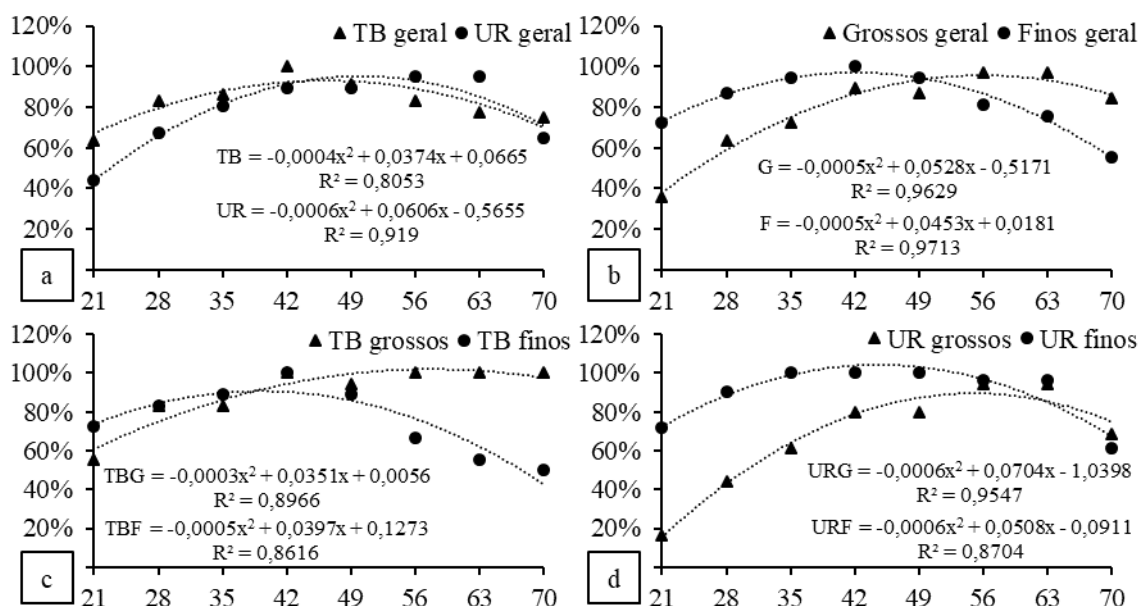 ▲ TB geral ● UR geral
120%
100%
80%
60%
40%
20%
TB = -0,0004x² + 0,0374x + 0,0665
R² = 0,8053
UR = -0,0006x² + 0,0606x - 0,5655
R² = 0,919
a
21 28 35 42 49 56 63 70
▲ Grossos geral ● Finos geral
120%
100%
80%
60%
40%
20%
G = -0,0005x² + 0,0528x - 0,5171
R² = 0,9629
F = -0,0005x² + 0,0453x + 0,0181
R² = 0,9713
b
21 28 35 42 49 56 63 70
▲ TB grossos ● TB finos
120%
100%
80%
60%
40%
20%
TBG = -0,0003x² + 0,0351x + 0,0056
R² = 0,8966
TBF = -0,0005x² + 0,0397x + 0,1273
R² = 0,8616
c
21 28 35 42 49 56 63 70
▲ UR grossos ● UR finos
120%
100%
80%
60%
40%
20%
URG = -0,0006x² + 0,0704x - 1,0398
R² = 0,9547
URF = -0,0006x² + 0,0508x - 0,0911
R² = 0,8704
d
21 28 35 42 49 56 63 70